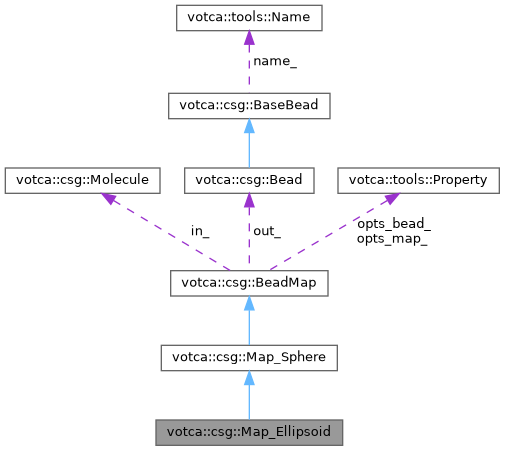 votca::tools::Name
name_
votca::csg::BaseBead
votca::csg::Molecule
votca::csg::Bead
votca::tools::Property
in_
out_
opts_bead_
opts_map_
votca::csg::BeadMap
votca::csg::Map_Sphere
votca::csg::Map_Ellipsoid